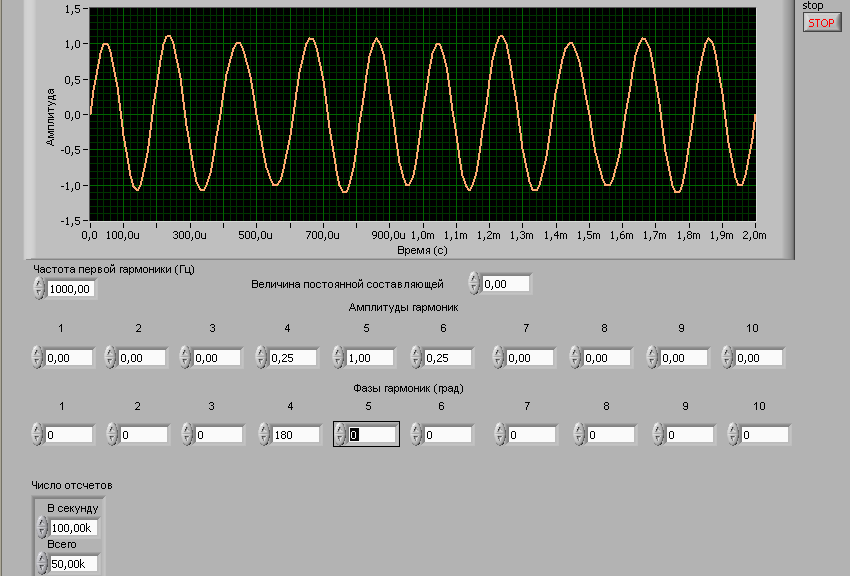 stop
STOP
1,5
1,0
0,5
0,0
-0,5
-1,0
-1,5
Амплитуда
0,0 100,0u 300,0u 500,0u 700,0u 900,0u 1,0m 1,1m 1,2m 1,3m 1,4m 1,5m 1,6m 1,7m 1,8m 1,9m 2,0m
Время (с)
Частота первой гармоники (Гц)
1000,00
Величина постоянной составляющей
0,00
Амплитуды гармоник
1 2 3 4 5 6 7 8 9 10
0,00 0,00 0,00 0,25 1,00 0,25 0,00 0,00 0,00 0,00
Фазы гармоник (град)
1 2 3 4 5 6 7 8 9 10
0 0 0 180 0 0 0 0 0 0
Число отсчетов
В секунду
100,00k
Всего
50,00k